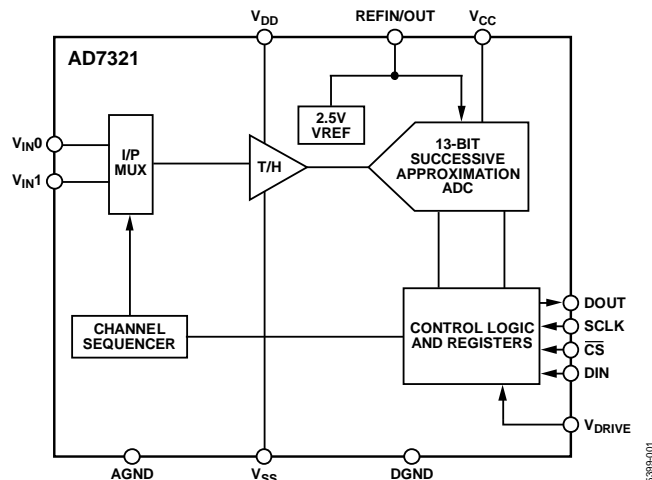 V_DD
REFIN/OUT
V_CC
AD7321
2.5V
VREF
V_IN0
V_IN1
I/P
MUX
T/H
13-BIT
SUCCESSIVE
APPROXIMATION
ADC
CHANNEL
SEQUENCER
CONTROL LOGIC
AND REGISTERS
DOUT
SCLK
C̅S̅
DIN
V_DRIVE
AGND
V_SS
DGND